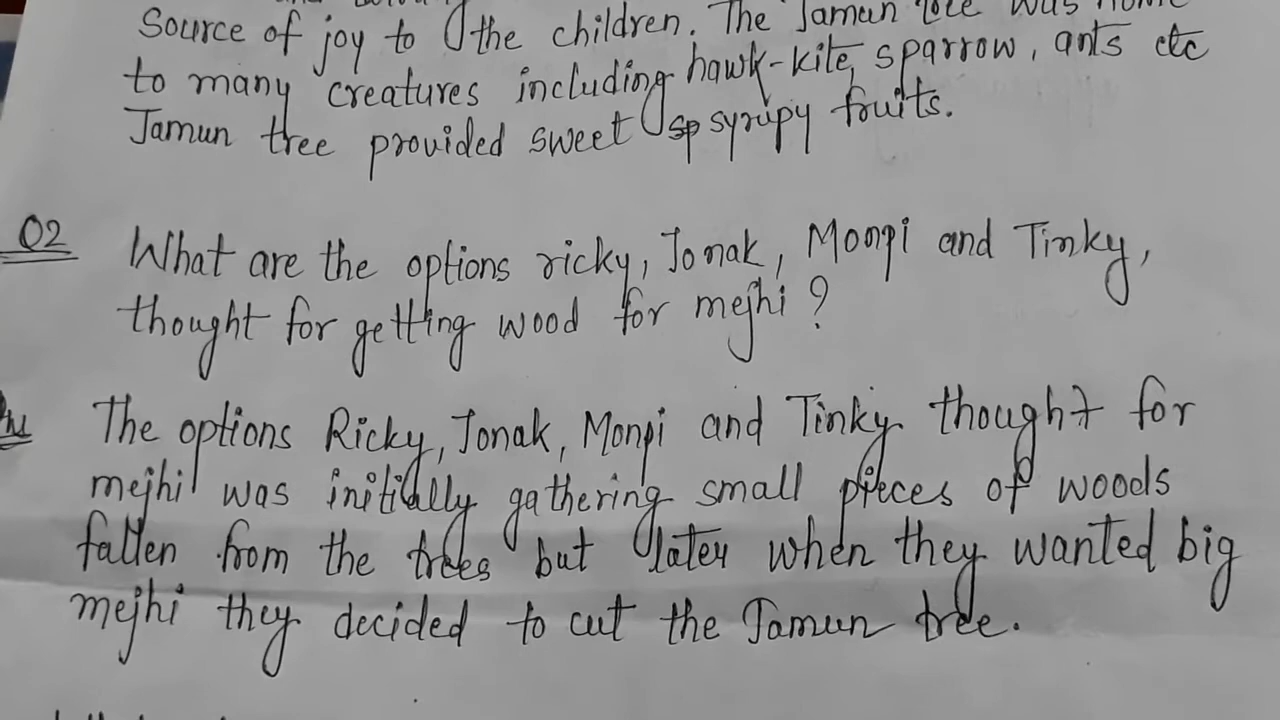 Source of joy to the children. The Jamun tree was home
to many creatures including hawk-kite, sparrow, ants etc
Jamun tree provided sweet sp syrupy fruits.
Q2 What are the options ricky, Jonak, Monpi and Tinky,
thought for getting wood for mejhi?
The options Ricky, Jonak, Monpi and Tinky thought for
mejhi was initially gathering small pieces of woods
fallen from the trees but later when they wanted big
mejhi they decided to cut the Jamun tree.